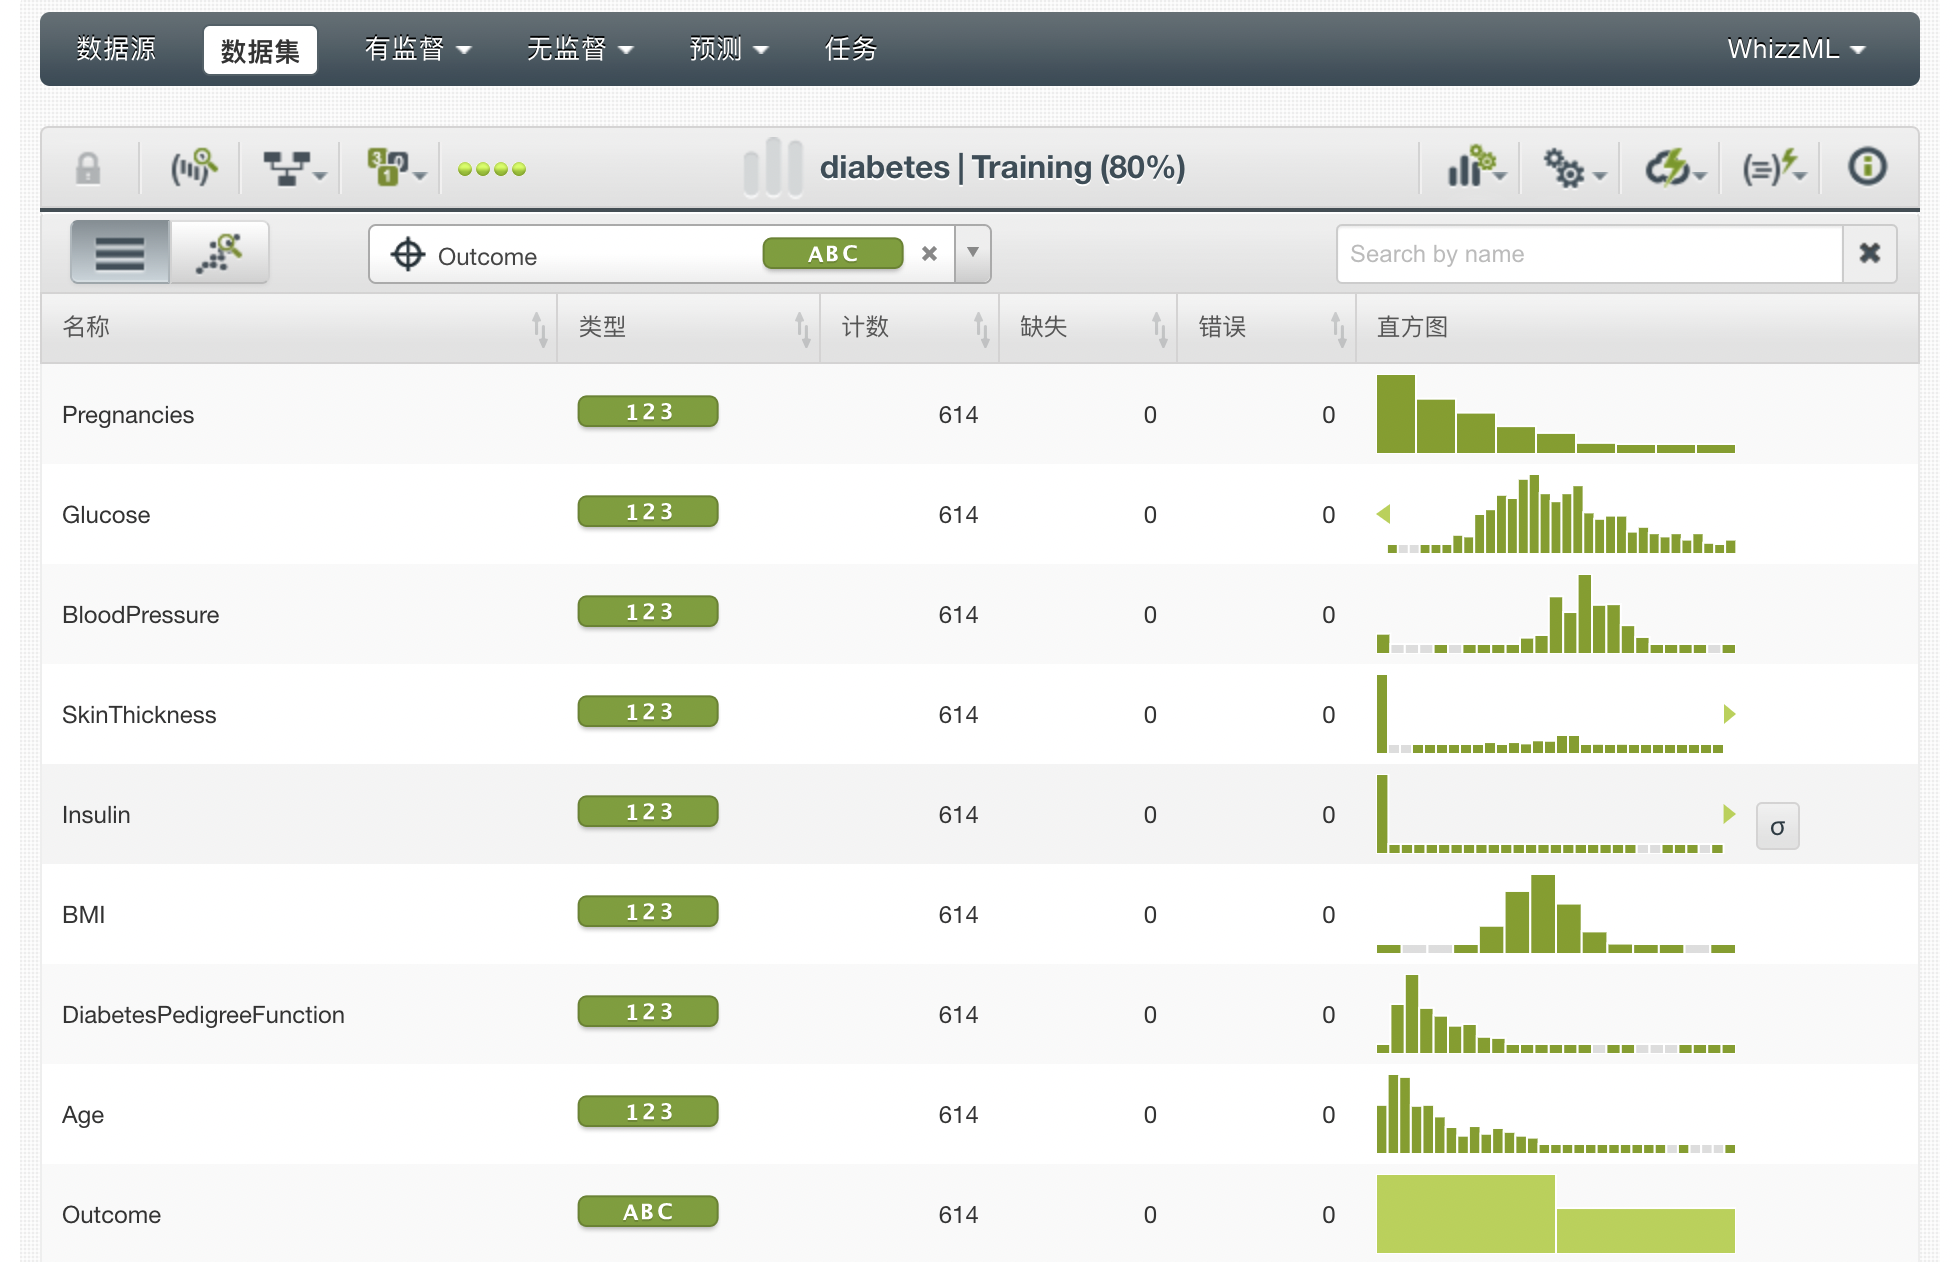 数据源 数据集 有监督 无监督 预测 任务 WhizzML
diabetes | Training (80%)
Outcome ABC Search by name
名称 类型 计数 缺失 错误 直方图
Pregnancies 123 614 0 0
Glucose 123 614 0 0
BloodPressure 123 614 0 0
SkinThickness 123 614 0 0
Insulin 123 614 0 0 σ
BMI 123 614 0 0
DiabetesPedigreeFunction 123 614 0 0
Age 123 614 0 0
Outcome ABC 614 0 0